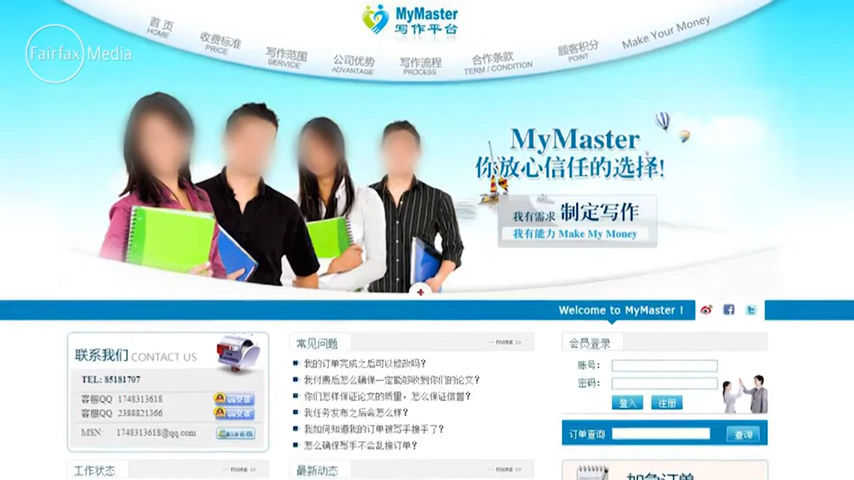 Fairfax Media
MyMaster
写作平台
首 页
HOME
收费标准
PRICE
写作范围
SERVICE
公司优势
ADVANTAGE
写作流程
PROCESS
合作条款
TERM / CONDITION
顾客积分
POINT
Make Your Money
MyMaster
你放心信任的选择!
我有需求 制定写作
我有能力 Make My Money
Welcome to MyMaster !
联系我们 CONTACT US
TEL: 85181707
客服QQ 1748313618
客服QQ 2388821366
MSN: 1748313618@qq.com
工作状态
MORE >>
常见问题
MORE >>
我的订单完成之后可以修改吗?
我付费后怎么确保一定能够收到你们的论文?
你们怎样保证论文的质量，怎么保证信誉?
我任务发布之后会怎么样?
我如何知道我的订单被写手接手了?
怎么确保写手不会乱接订单?
最新动态
MORE >>
会员登录
账号:
密码:
登入
注册
订单查询
查询
加急订单